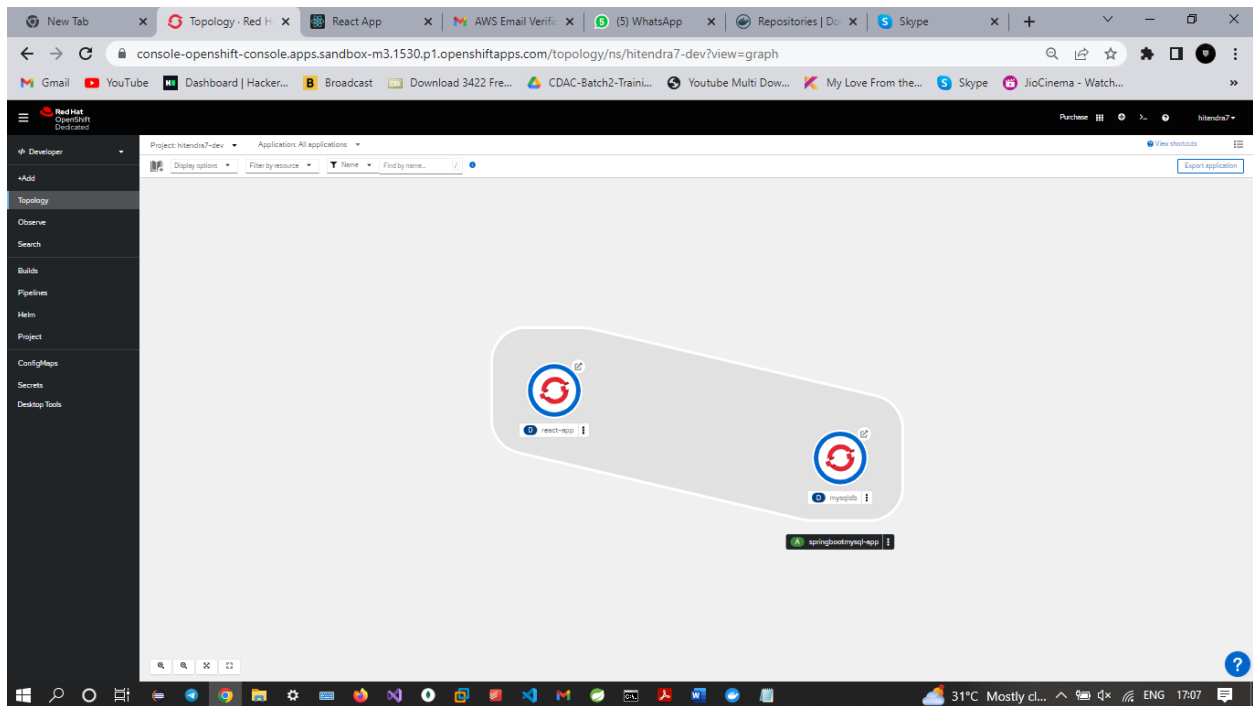 New Tab
Topology · Red H
React App
AWS Email Verific
(5) WhatsApp
Repositories | Do
Skype
console-openshift-console.apps.sandbox-m3.1530.p1.openshiftapps.com/topology/ns/hitendra7-dev?view=graph
Gmail
YouTube
Dashboard | Hacker...
Broadcast
Download 3422 Fre...
CDAC-Batch2-Traini...
Youtube Multi Dow...
My Love From the...
Skype
JioCinema - Watch...
»
Red Hat
OpenShift
Dedicated
Purchase
hitendra7
Developer
Project: hitendra7-dev
Application: All applications
View shortcuts
Display options
Filter by resource
Name
Find by name...
/
Export application
+Add
Topology
Observe
Search
Builds
Pipelines
Helm
Project
ConfigMaps
Secrets
Desktop Tools
D react-app
D mysqldb
A springbootmysql-app
?
31°C Mostly cl...
ENG
17:07